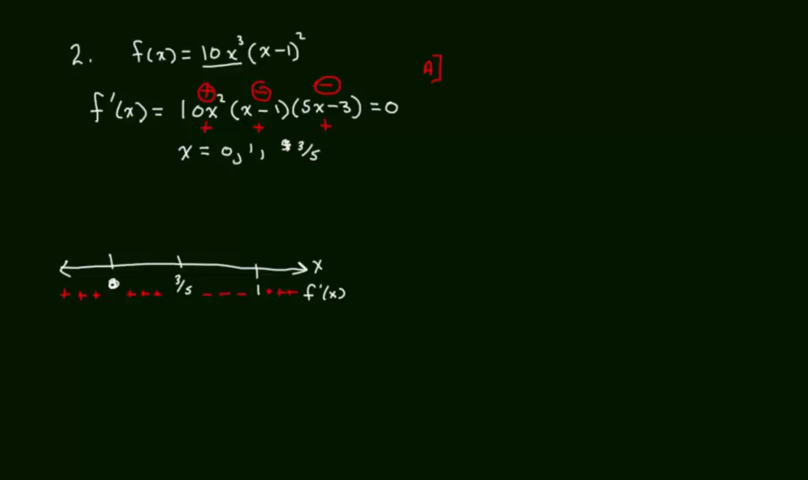 2. f(x) = 10x³(x-1)²
A]
f'(x) = 10x²(x-1)(5x-3) = 0
⊕ ⊖ ⊖
+ + +
x = 0, 1, 3/5
x
0 3/5 1
+ + + + + + - - - - + + + f'(x)